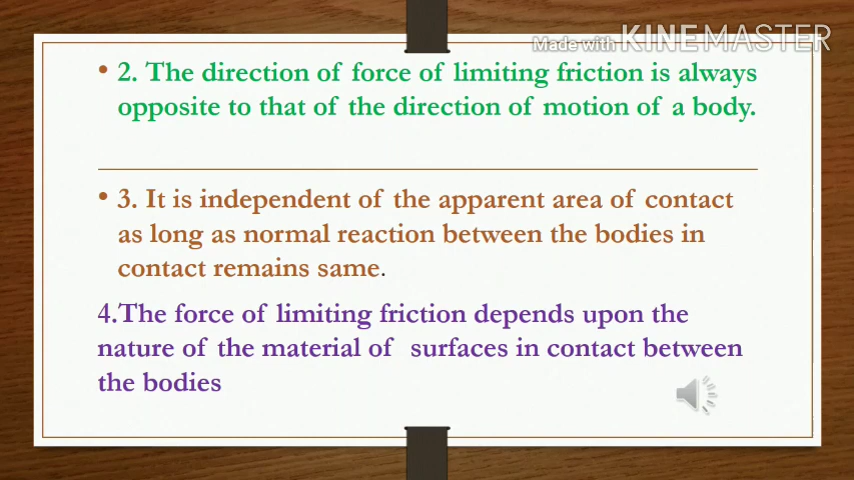 Made with KINEMASTER
• 2. The direction of force of limiting friction is always
opposite to that of the direction of motion of a body.
• 3. It is independent of the apparent area of contact
as long as normal reaction between the bodies in
contact remains same.
4.The force of limiting friction depends upon the
nature of the material of surfaces in contact between
the bodies